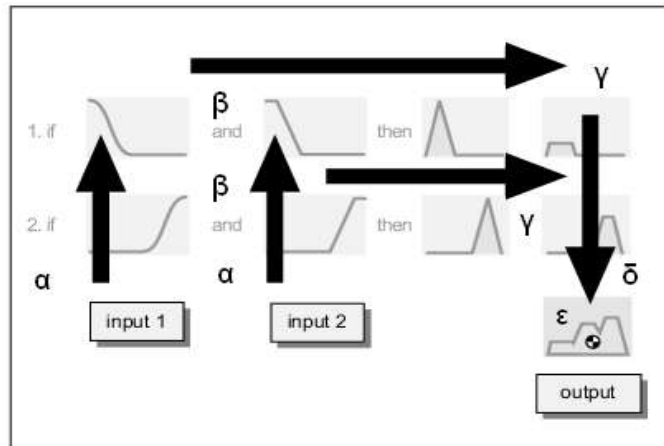 γ
β β
1. if and then
β
2. if and then γ
α α δ
input 1 input 2 ε
output